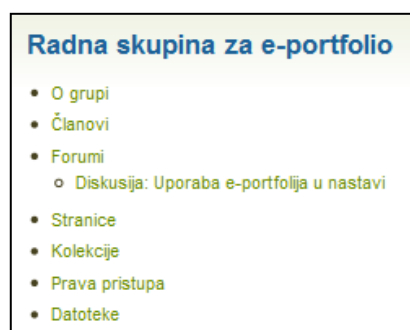 Radna skupina za e-portfolio
O grupi
Članovi
Forumi
Diskusija: Uporaba e-portfolija u nastavi
Stranice
Kolekcije
Prava pristupa
Datoteke